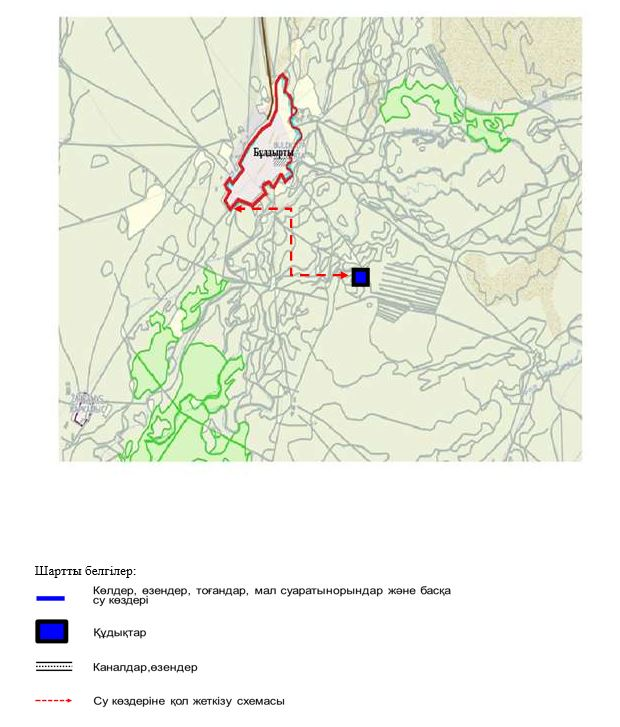 Бұлдырты
Шартты белгілер:
Көлдер, өзендер, тоғандар, мал суаратынорындар және басқа
су көздері
Құдықтар
Каналдар,өзендер
Су көздеріне қол жеткізу схемасы